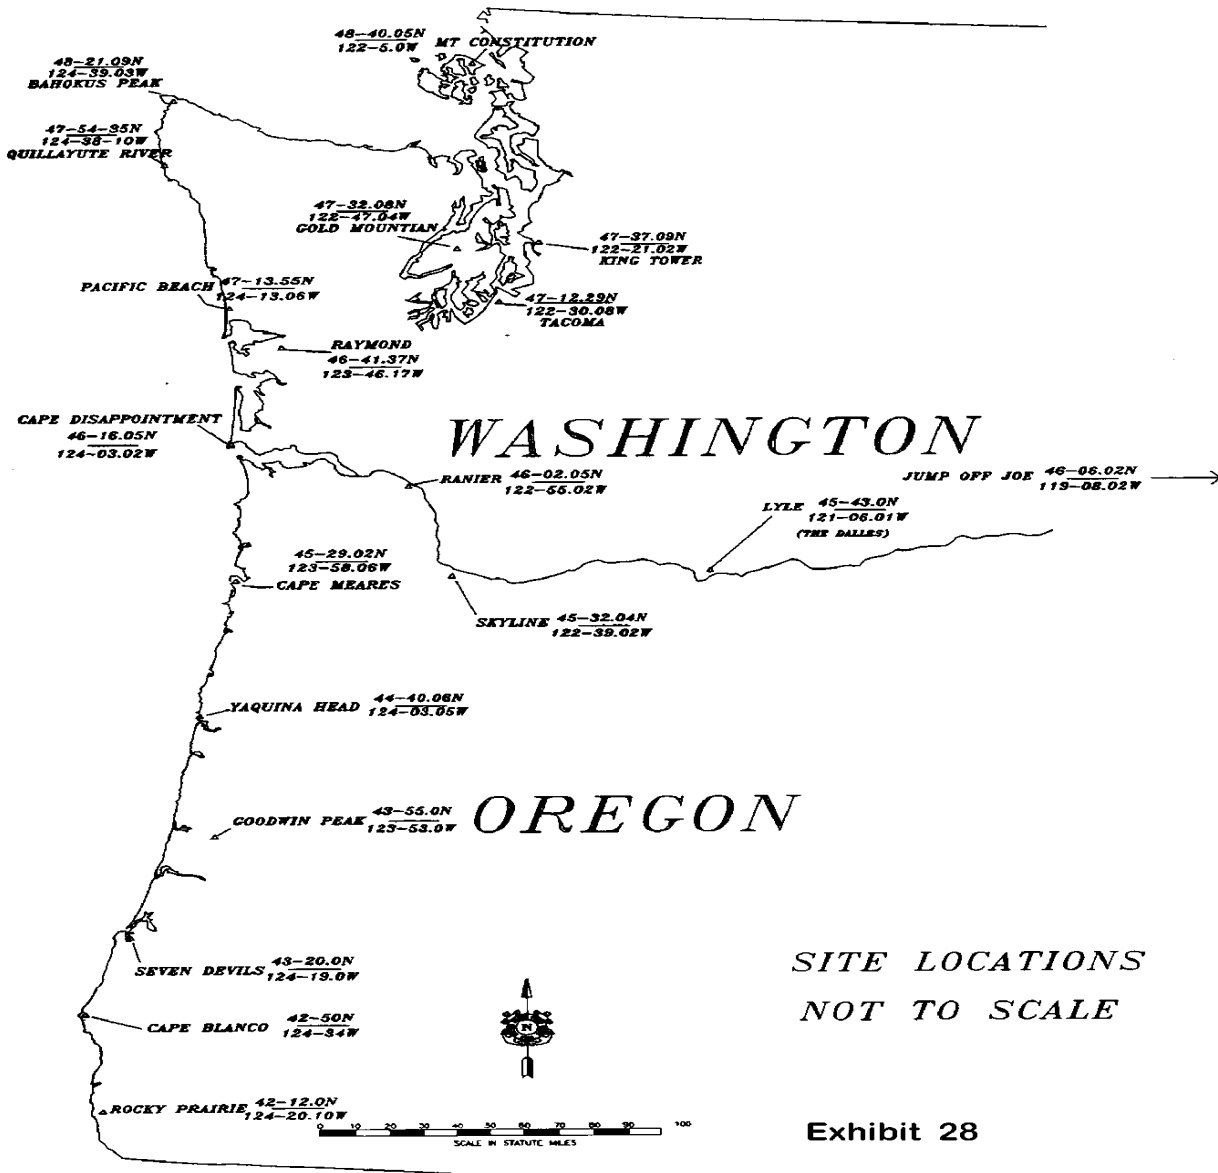 48-40.05N
122-5.0W MT CONSTITUTION
48-21.09N
124-39.03W
BAHOKUS PEAK
47-54-35N
124-38-10W
QUILLAYUTE RIVER
47-32.08N
122-47.04W
GOLD MOUNTIAN
47-37.09N
122-21.02W
KING TOWER
PACIFIC BEACH 47-13.55N
124-13.06W
47-12.29N
122-30.08W
TACOMA
RAYMOND
46-41.37N
123-46.17W
CAPE DISAPPOINTMENT
46-16.05N
124-03.02W
WASHINGTON
RANIER 46-02.05N
122-55.02W
JUMP OFF JOE 46-06.02N
119-08.02W
LYLE 45-43.0N
121-06.01W
(THE DALLES)
45-29.02N
123-58.06W
CAPE MEARES
SKYLINE 45-32.04N
122-39.02W
YAQUINA HEAD 44-40.06N
124-03.05W
GOODWIN PEAK 43-55.0N
123-53.0W
OREGON
SEVEN DEVILS 43-20.0N
124-19.0W
SITE LOCATIONS
NOT TO SCALE
CAPE BLANCO 42-50N
124-34W
N
ROCKY PRAIRIE 42-12.0N
124-20.10W
0 10 20 30 40 50 60 70 80 90 100
SCALE IN STATUTE MILES
Exhibit 28